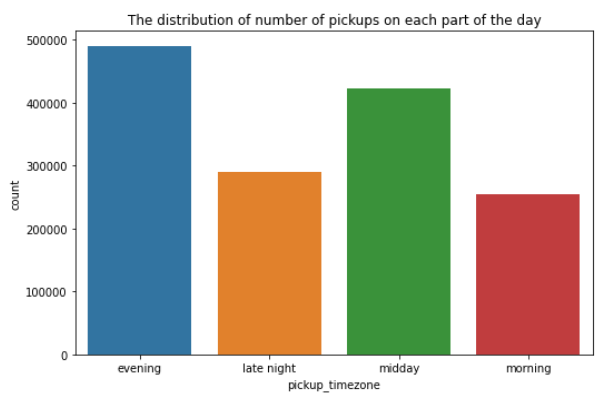 The distribution of number of pickups on each part of the day
500000
400000
300000
200000
100000
0
count
evening late night midday morning
pickup_timezone